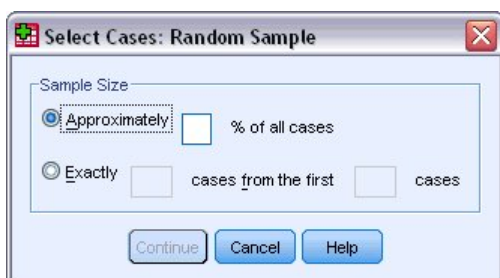 Select Cases: Random Sample
Sample Size
Approximately % of all cases
Exactly cases from the first cases
Continue Cancel Help